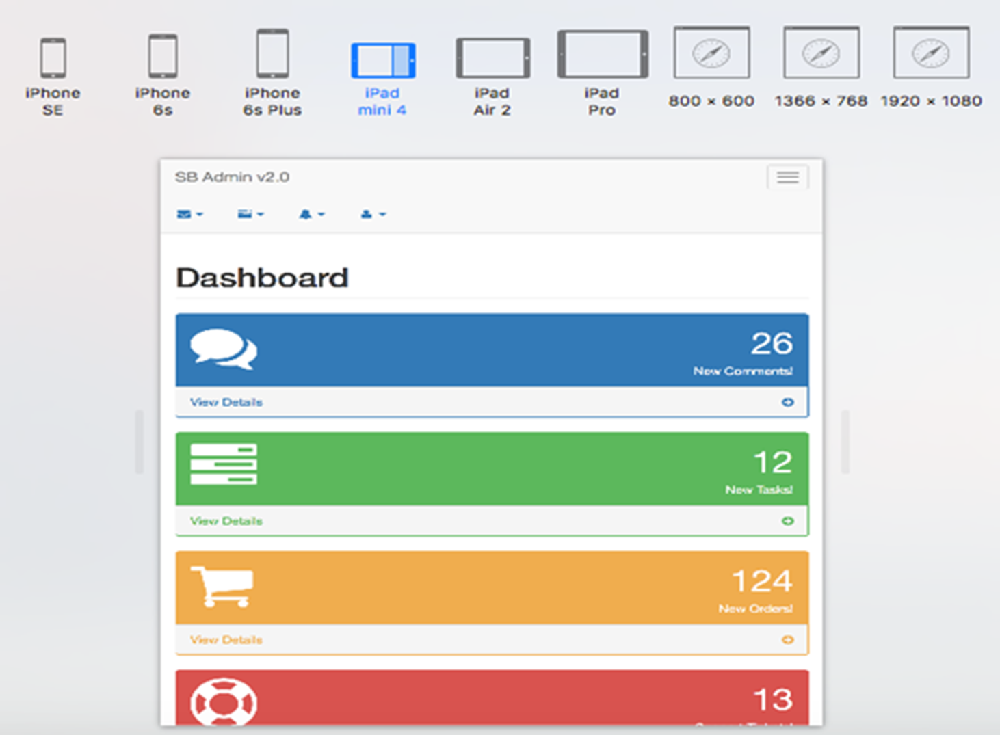 iPhone
SE
iPhone
6s
iPhone
6s Plus
iPad
mini 4
iPad
Air 2
iPad
Pro
800 × 600
1366 × 768
1920 × 1080
SB Admin v2.0
Dashboard
26
New Comments!
View Details
12
New Tasks!
View Details
124
New Orders!
View Details
13